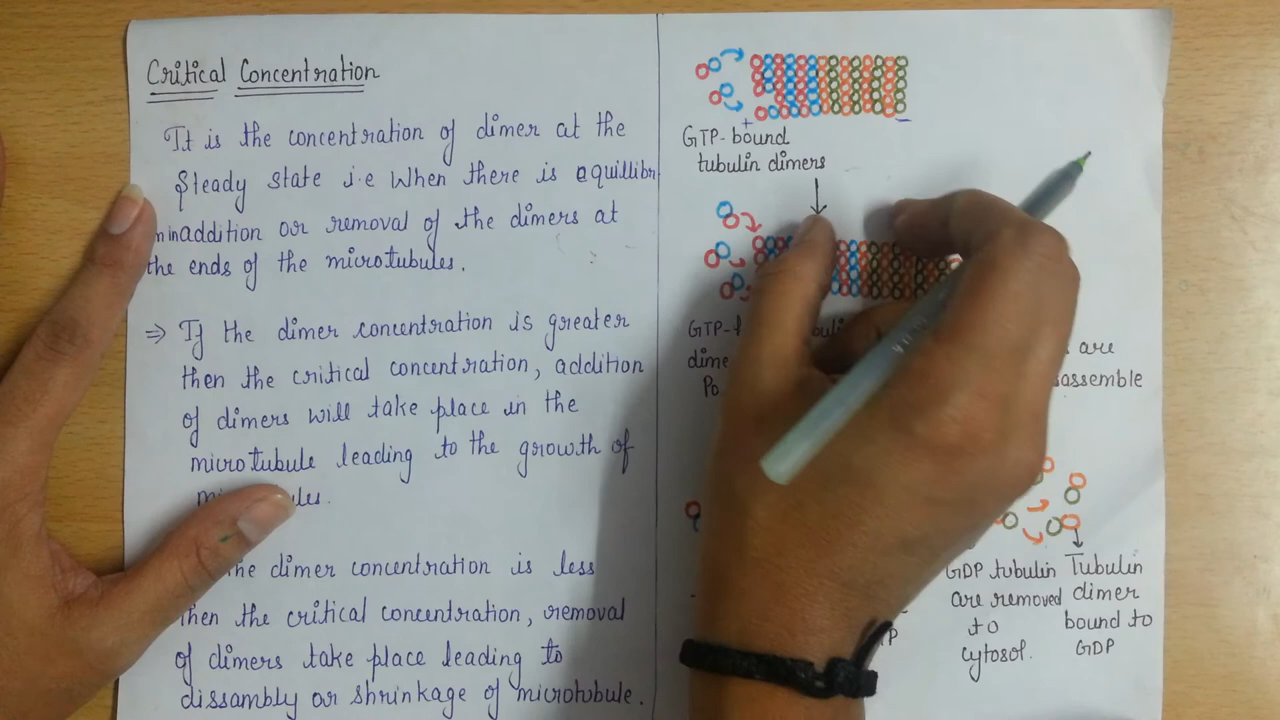 Critical Concentration
It is the concentration of dimer at the
steady state i.e When there is equillibr
min addition or removal of the dimers at
the ends of the microtubules.
⇒ If the dimer concentration is greater
then the critical concentration, addition
of dimers will take place in the
microtubule leading to the growth of
the dimer concentration is less
then the critical concentration, removal
of dimers take place leading to
dissambly or shrinkage of microtubule.
+ −
GTP-bound
tubulin dimers
GTP-
are
GDP tubulin
are removed
to
cytosol.
Tubulin
dimer
bound to
GDP